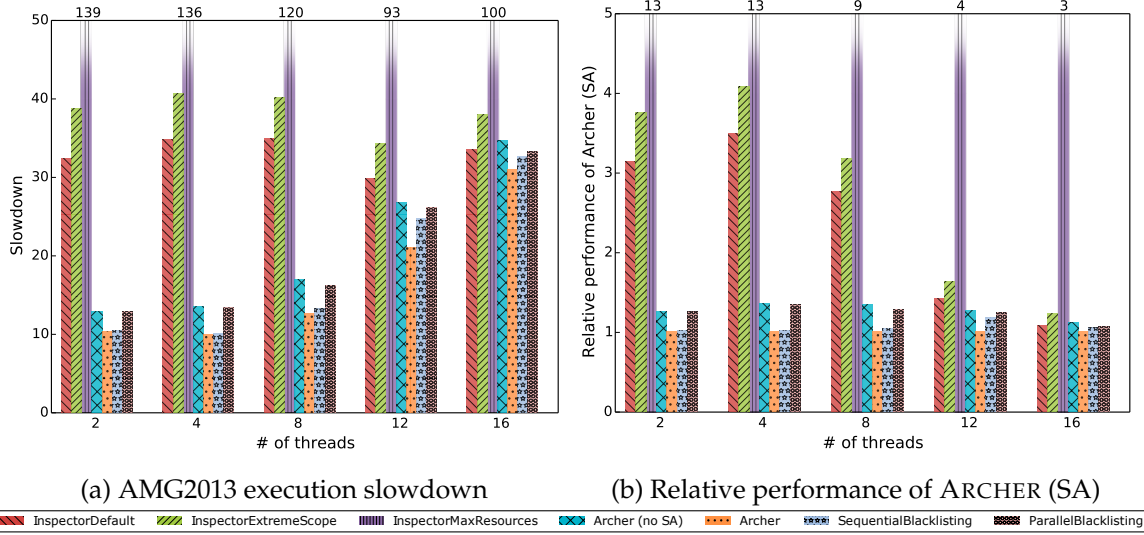 139 136 120 93 100
50
40
30
20
10
0
Slowdown
2 4 8 12 16
# of threads
(a) AMG2013 execution slowdown
13 13 9 4 3
5
4
3
2
1
0
Relative performance of Archer (SA)
2 4 8 12 16
# of threads
(b) Relative performance of ARCHER (SA)
InspectorDefault InspectorExtremeScope InspectorMaxResources Archer (no SA) Archer SequentialBlacklisting ParallelBlacklisting